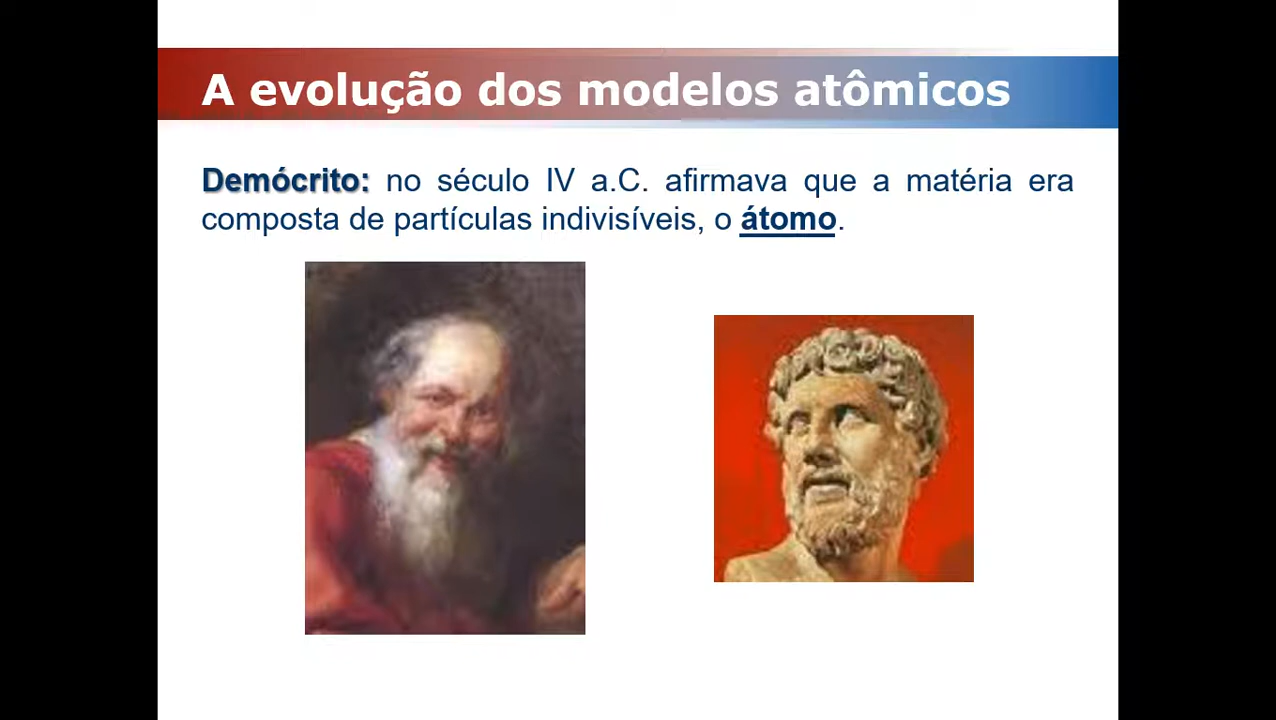 A evolução dos modelos atômicos
Demócrito: no século IV a.C. afirmava que a matéria era
composta de partículas indivisíveis, o átomo.